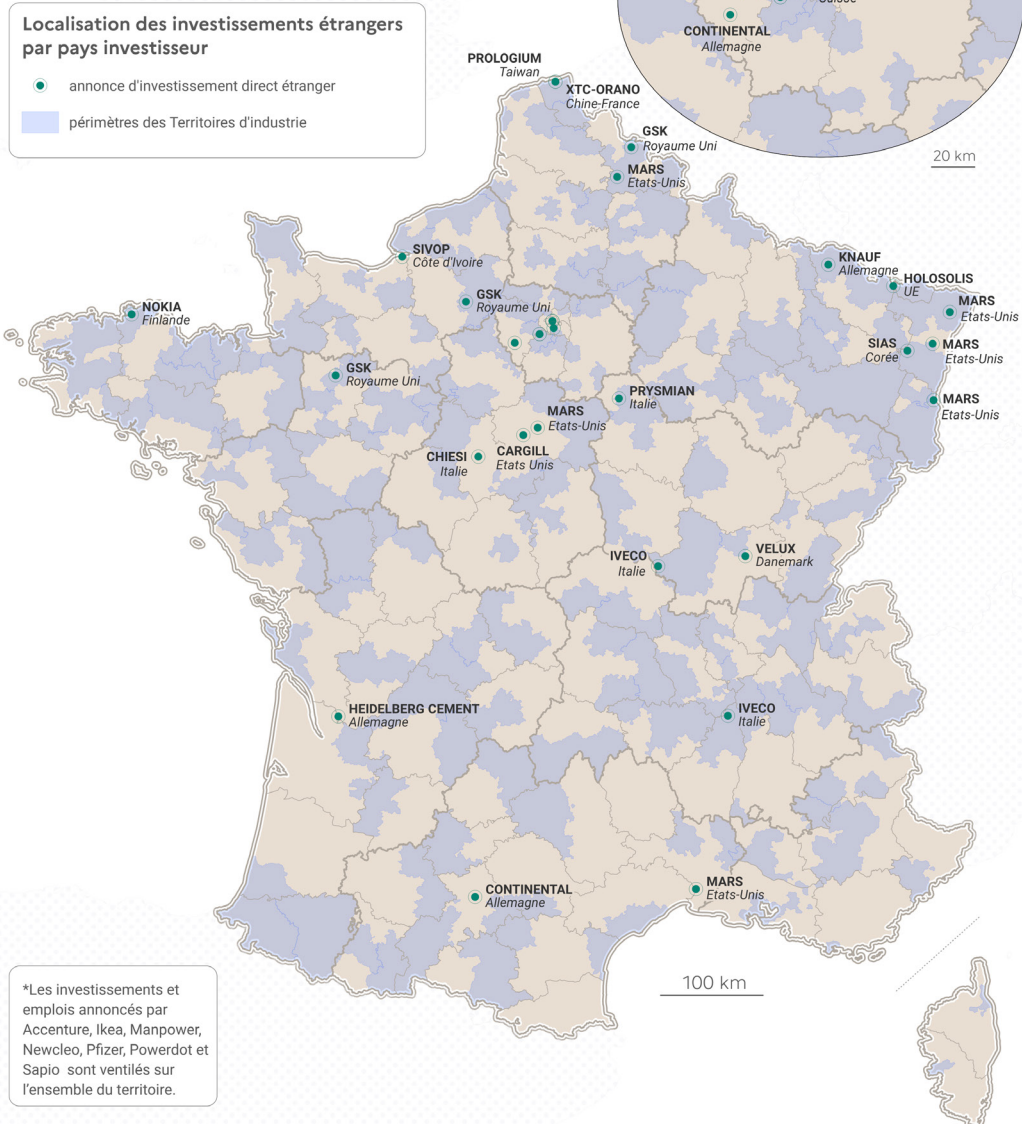 Localisation des investissements étrangers
par pays investisseur
annonce d'investissement direct étranger
périmètres des Territoires d'industrie
Suisse
CONTINENTAL
Allemagne
20 km
PROLOGIUM
Taiwan
XTC-ORANO
Chine-France
GSK
Royaume Uni
MARS
Etats-Unis
SIVOP
Côte d'Ivoire
KNAUF
Allemagne
HOLOSOLIS
UE
GSK
Royaume Uni
MARS
Etats-Unis
NOKIA
Finlande
SIAS
Corée
MARS
Etats-Unis
GSK
Royaume Uni
PRYSMIAN
Italie
MARS
Etats-Unis
MARS
Etats-Unis
CHIESI
Italie
CARGILL
Etats Unis
IVECO
Italie
VELUX
Danemark
HEIDELBERG CEMENT
Allemagne
IVECO
Italie
CONTINENTAL
Allemagne
MARS
Etats-Unis
100 km
*Les investissements et
emplois annoncés par
Accenture, Ikea, Manpower,
Newcleo, Pfizer, Powerdot et
Sapio sont ventilés sur
l'ensemble du territoire.